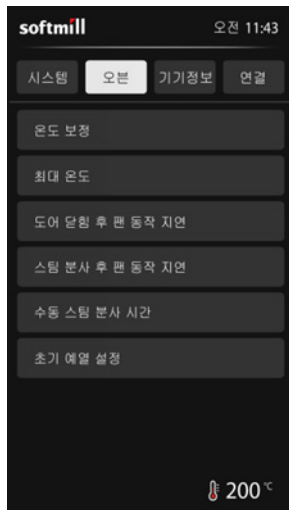 softmill 오전 11:43
시스템 오븐 기기정보 연결
온도 보정
최대 온도
도어 닫힘 후 팬 동작 지연
스팀 분사 후 팬 동작 지연
수동 스팀 분사 시간
초기 예열 설정
200 ℃